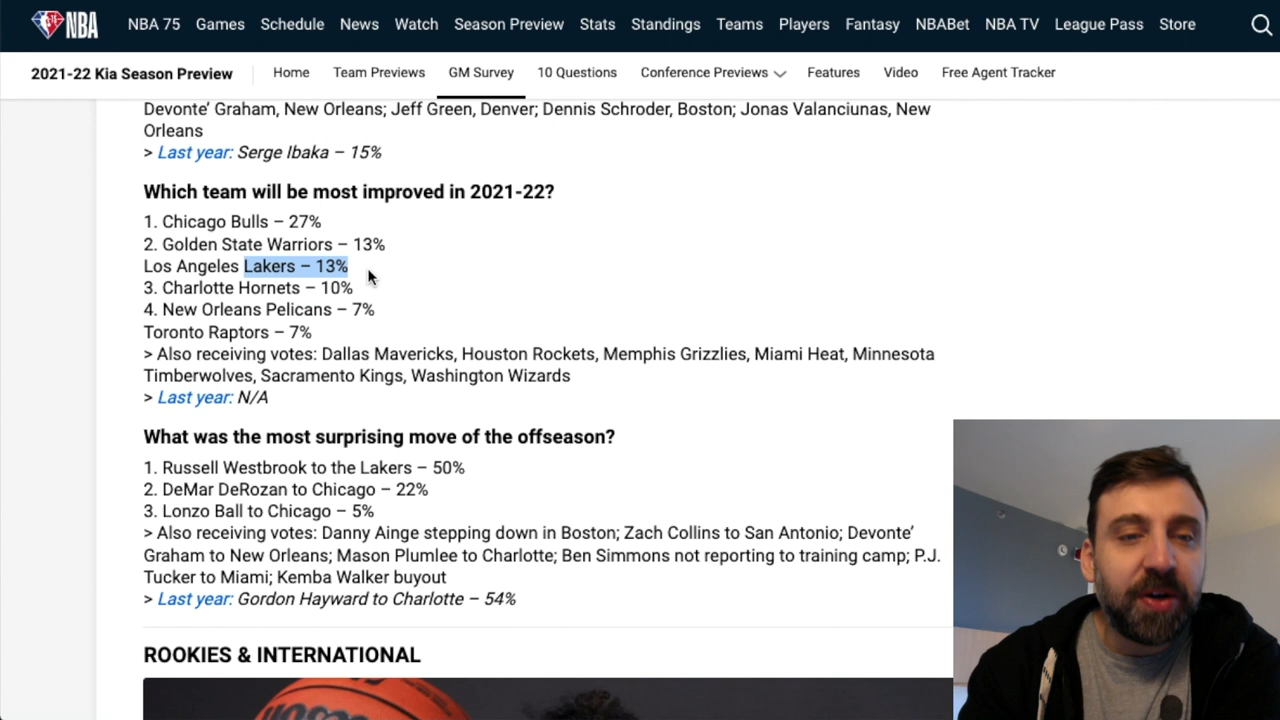 NBA
NBA 75 Games Schedule News Watch Season Preview Stats Standings Teams Players Fantasy NBABet NBA TV League Pass Store
2021-22 Kia Season Preview Home Team Previews GM Survey 10 Questions Conference Previews Features Video Free Agent Tracker
Devonte’ Graham, New Orleans; Jeff Green, Denver; Dennis Schroder, Boston; Jonas Valanciunas, New
Orleans
> Last year: Serge Ibaka – 15%
Which team will be most improved in 2021-22?
1. Chicago Bulls – 27%
2. Golden State Warriors – 13%
Los Angeles Lakers – 13%
3. Charlotte Hornets – 10%
4. New Orleans Pelicans – 7%
Toronto Raptors – 7%
> Also receiving votes: Dallas Mavericks, Houston Rockets, Memphis Grizzlies, Miami Heat, Minnesota
Timberwolves, Sacramento Kings, Washington Wizards
> Last year: N/A
What was the most surprising move of the offseason?
1. Russell Westbrook to the Lakers – 50%
2. DeMar DeRozan to Chicago – 22%
3. Lonzo Ball to Chicago – 5%
> Also receiving votes: Danny Ainge stepping down in Boston; Zach Collins to San Antonio; Devonte’
Graham to New Orleans; Mason Plumlee to Charlotte; Ben Simmons not reporting to training camp; P.J.
Tucker to Miami; Kemba Walker buyout
> Last year: Gordon Hayward to Charlotte – 54%
ROOKIES & INTERNATIONAL